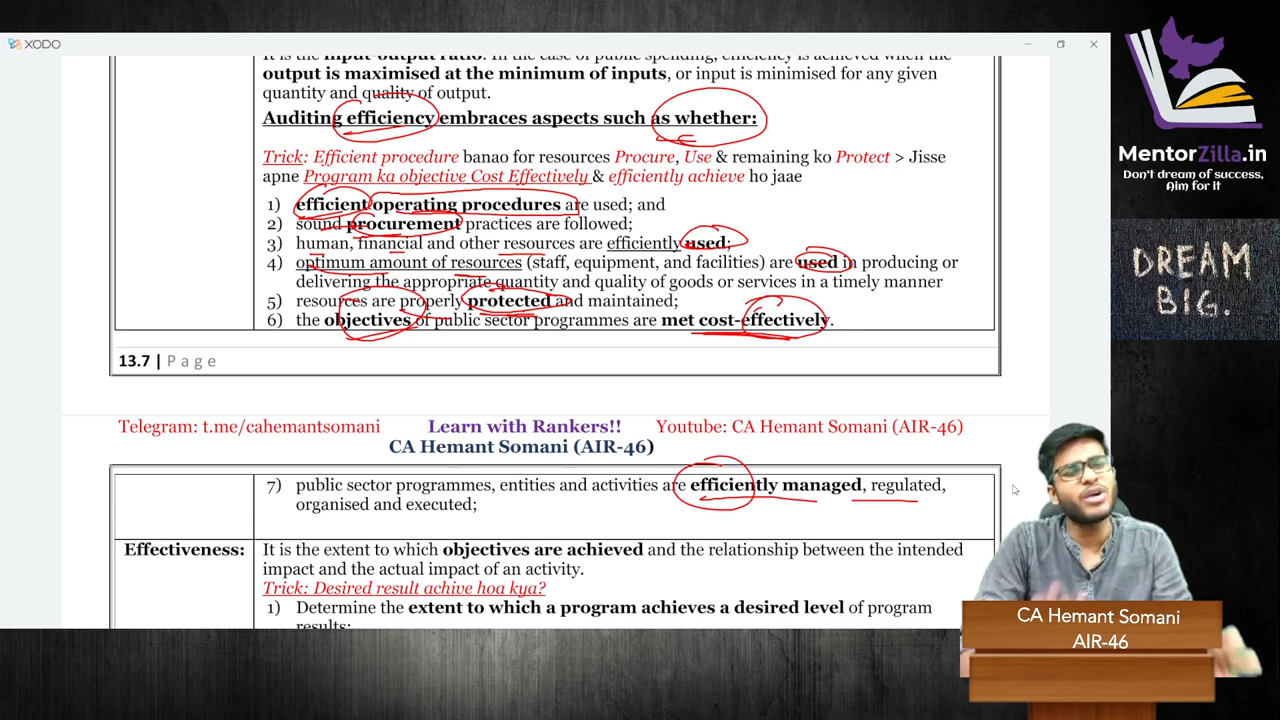 XODO
It is the input-output ratio. In the case of public spending, efficiency is achieved when the
output is maximised at the minimum of inputs, or input is minimised for any given
quantity and quality of output.
Auditing efficiency embraces aspects such as whether:
Trick: Efficient procedure banao for resources Procure, Use & remaining ko Protect > Jisse
apne Program ka objective Cost Effectively & efficiently achieve ho jaae
1) efficient operating procedures are used; and
2) sound procurement practices are followed;
3) human, financial and other resources are efficiently used;
4) optimum amount of resources (staff, equipment, and facilities) are used in producing or
delivering the appropriate quantity and quality of goods or services in a timely manner
5) resources are properly protected and maintained;
6) the objectives of public sector programmes are met cost-effectively.
13.7 | Page
Telegram: t.me/cahemantsomani Learn with Rankers!! Youtube: CA Hemant Somani (AIR-46)
CA Hemant Somani (AIR-46)
7) public sector programmes, entities and activities are efficiently managed, regulated,
organised and executed;
Effectiveness: It is the extent to which objectives are achieved and the relationship between the intended
impact and the actual impact of an activity.
Trick: Desired result achive hoa kya?
1) Determine the extent to which a program achieves a desired level of program
results;
MentorZilla.in
Don't dream of success,
Aim for it
DREAM
BIG.
CA Hemant Somani
AIR-46